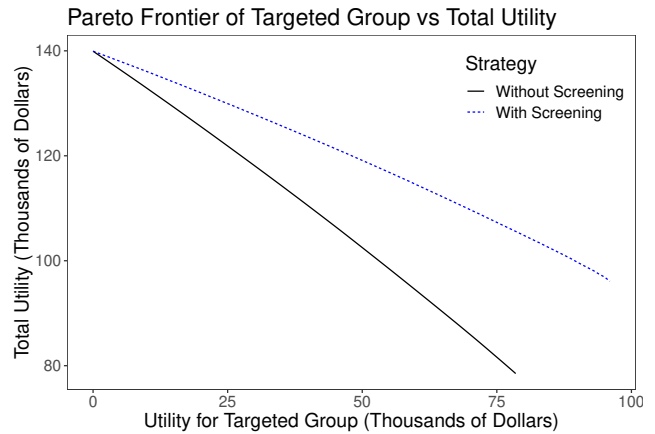 Pareto Frontier of Targeted Group vs Total Utility
Total Utility (Thousands of Dollars)
140
120
100
80
Strategy
Without Screening
With Screening
0
25
50
75
100
Utility for Targeted Group (Thousands of Dollars)